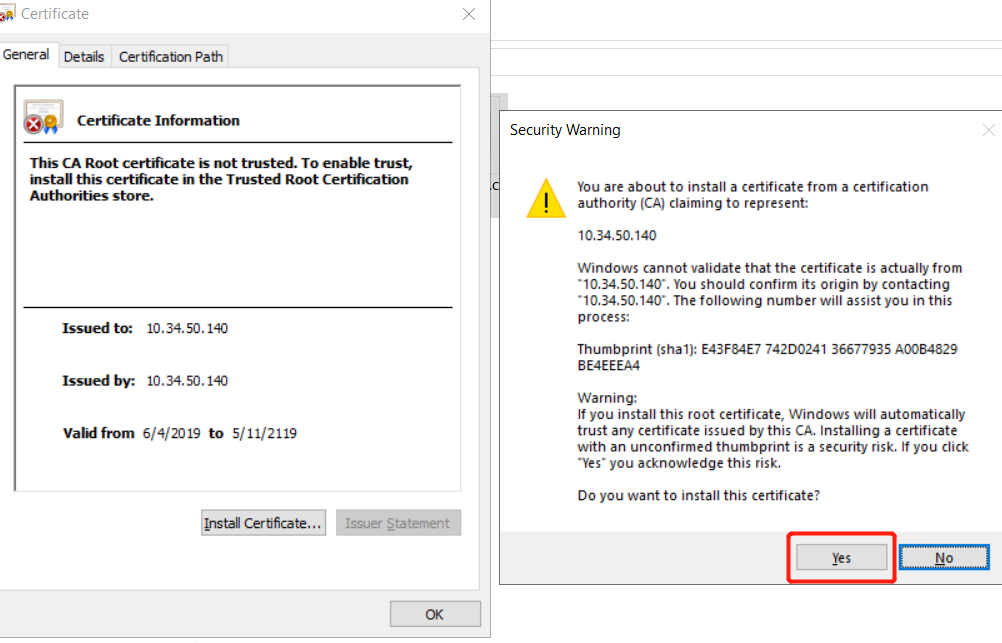 Certificate
General
Details
Certification Path
Certificate Information
This CA Root certificate is not trusted. To enable trust,
install this certificate in the Trusted Root Certification
Authorities store.
Issued to: 10.34.50.140
Issued by: 10.34.50.140
Valid from 6/4/2019 to 5/11/2119
Install Certificate...
Issuer Statement
OK
.c
Security Warning
You are about to install a certificate from a certification
authority (CA) claiming to represent:
10.34.50.140
Windows cannot validate that the certificate is actually from
"10.34.50.140". You should confirm its origin by contacting
"10.34.50.140". The following number will assist you in this
process:
Thumbprint (sha1): E43F84E7 742D0241 36677935 A00B4829
BE4EEEA4
Warning:
If you install this root certificate, Windows will automatically
trust any certificate issued by this CA. Installing a certificate
with an unconfirmed thumbprint is a security risk. If you click
"Yes" you acknowledge this risk.
Do you want to install this certificate?
Yes
No